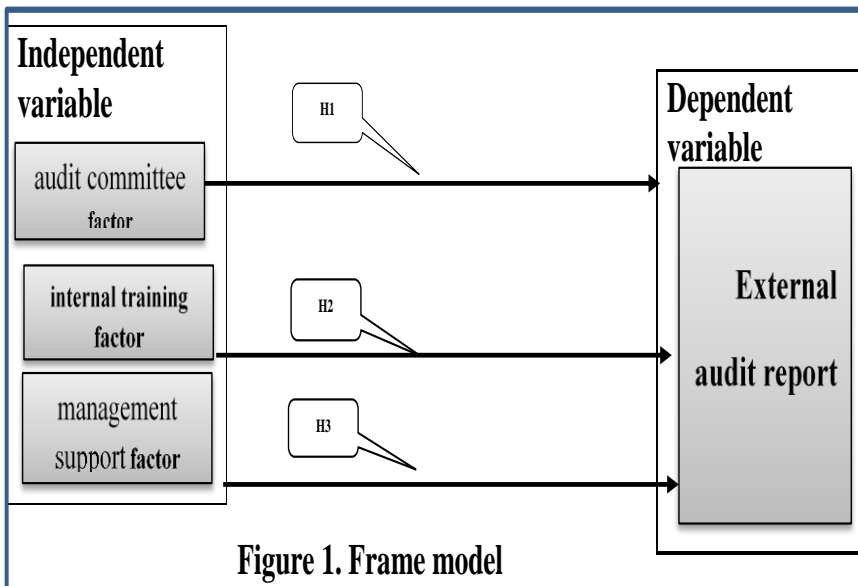 Independent
variable
audit committee
factor
internal training
factor
management
support factor
H1
H2
H3
Dependent
variable
External
audit report
Figure 1. Frame model